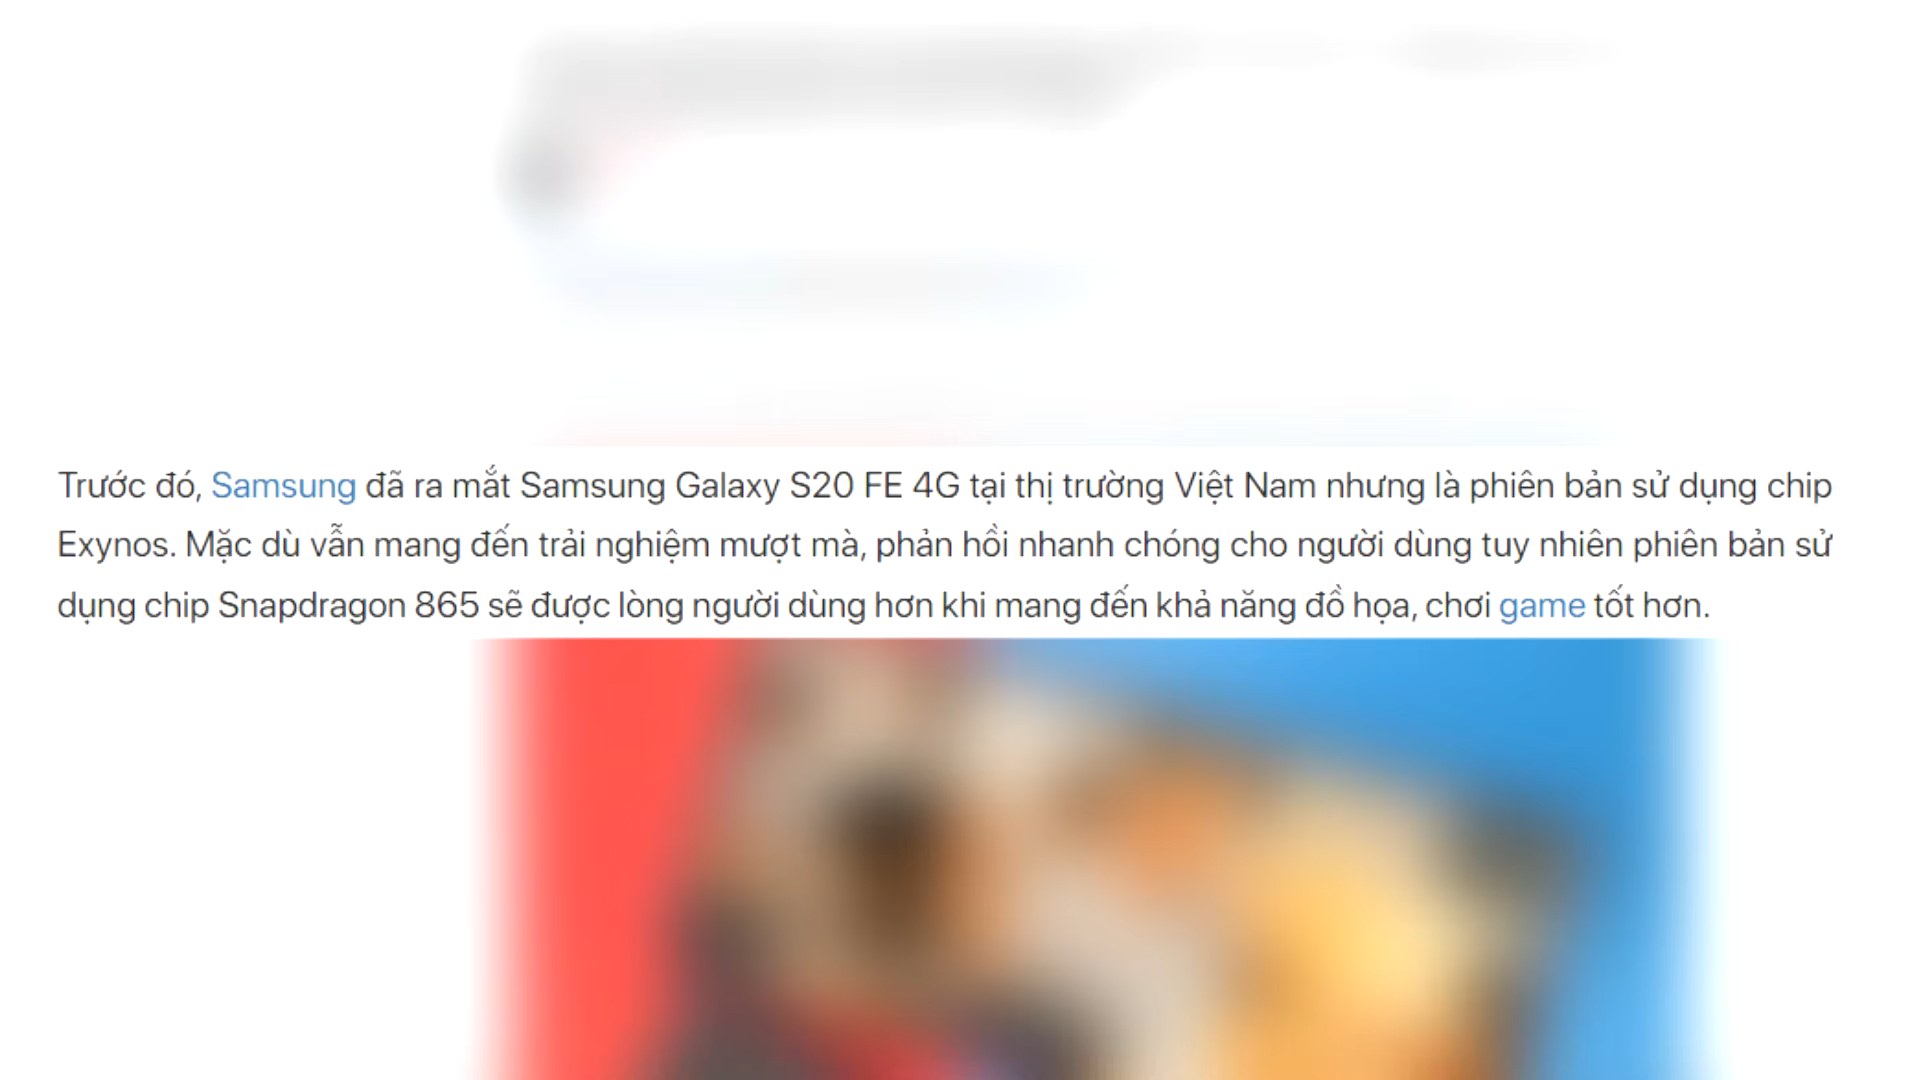 Trước đó, Samsung đã ra mắt Samsung Galaxy S20 FE 4G tại thị trường Việt Nam nhưng là phiên bản sử dụng chip
Exynos. Mặc dù vẫn mang đến trải nghiệm mượt mà, phản hồi nhanh chóng cho người dùng tuy nhiên phiên bản sử
dụng chip Snapdragon 865 sẽ được lòng người dùng hơn khi mang đến khả năng đồ họa, chơi game tốt hơn.